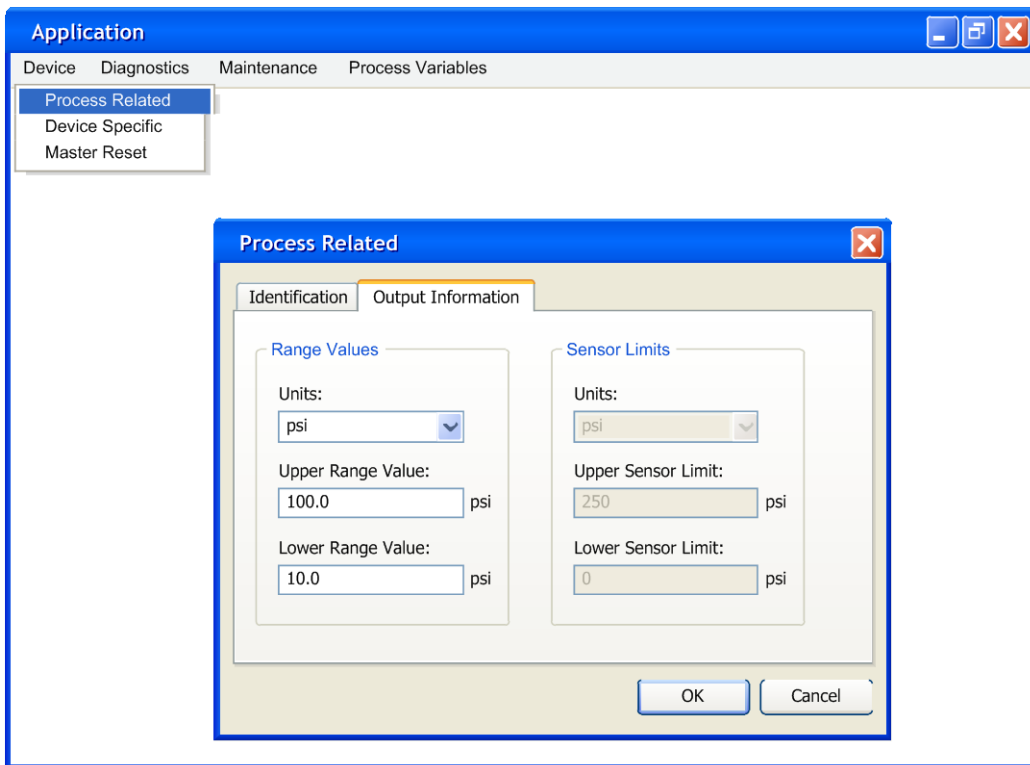 Application
Device Diagnostics Maintenance Process Variables
Process Related
Device Specific
Master Reset
Process Related
Identification Output Information
Range Values
Units:
psi
Upper Range Value:
100.0 psi
Lower Range Value:
10.0 psi
Sensor Limits
Units:
psi
Upper Sensor Limit:
250 psi
Lower Sensor Limit:
0 psi
OK Cancel